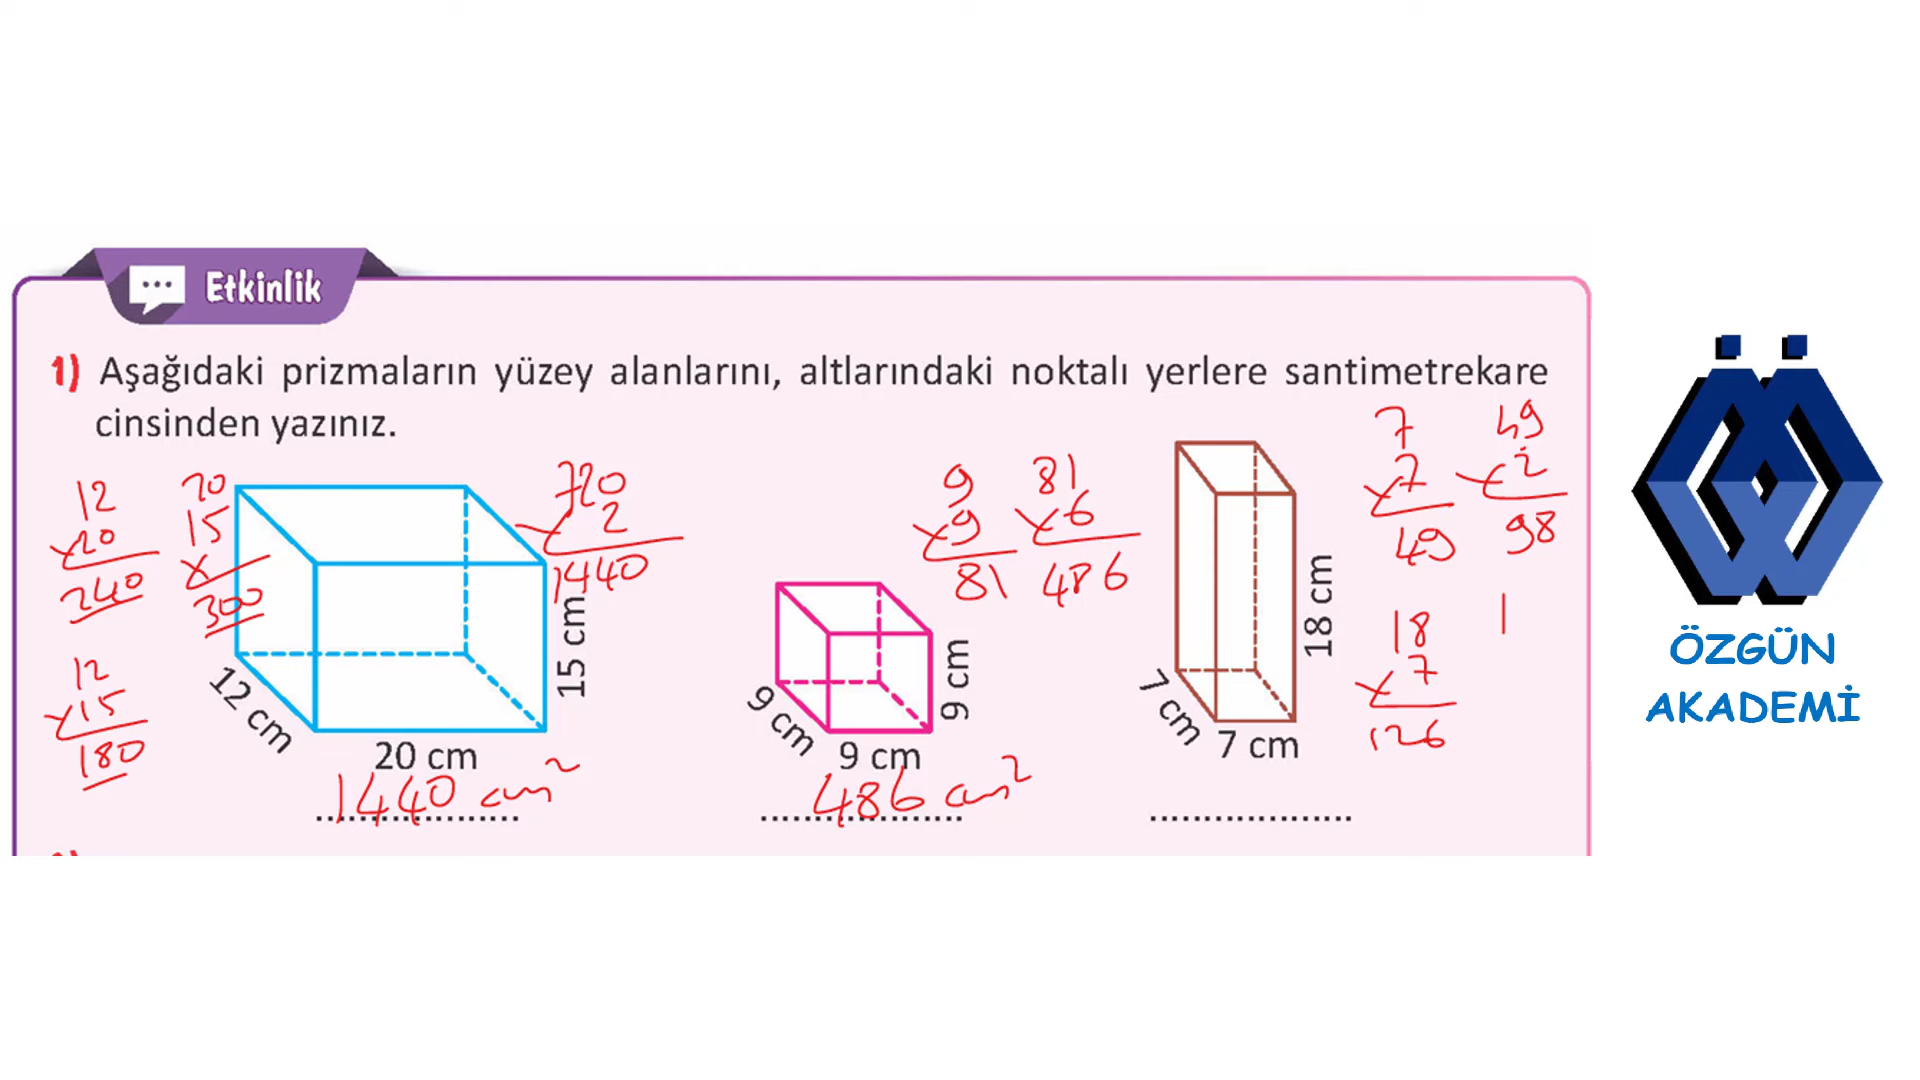 Etkinlik
1) Aşağıdaki prizmaların yüzey alanlarını, altlarındaki noktalı yerlere santimetrekare
cinsinden yazınız.
12
x20
240
20
15
x
300
12
x15
180
720
x 2
1440
12 cm
20 cm
15 cm
1440 cm²
....................
9
x9
81
81
x6
486
9 cm
9 cm
9 cm
486 cm²
....................
7
x7
49
49
x2
98
18
x7
126
1
7 cm
7 cm
18 cm
....................
ÖZGÜN
AKADEMİ